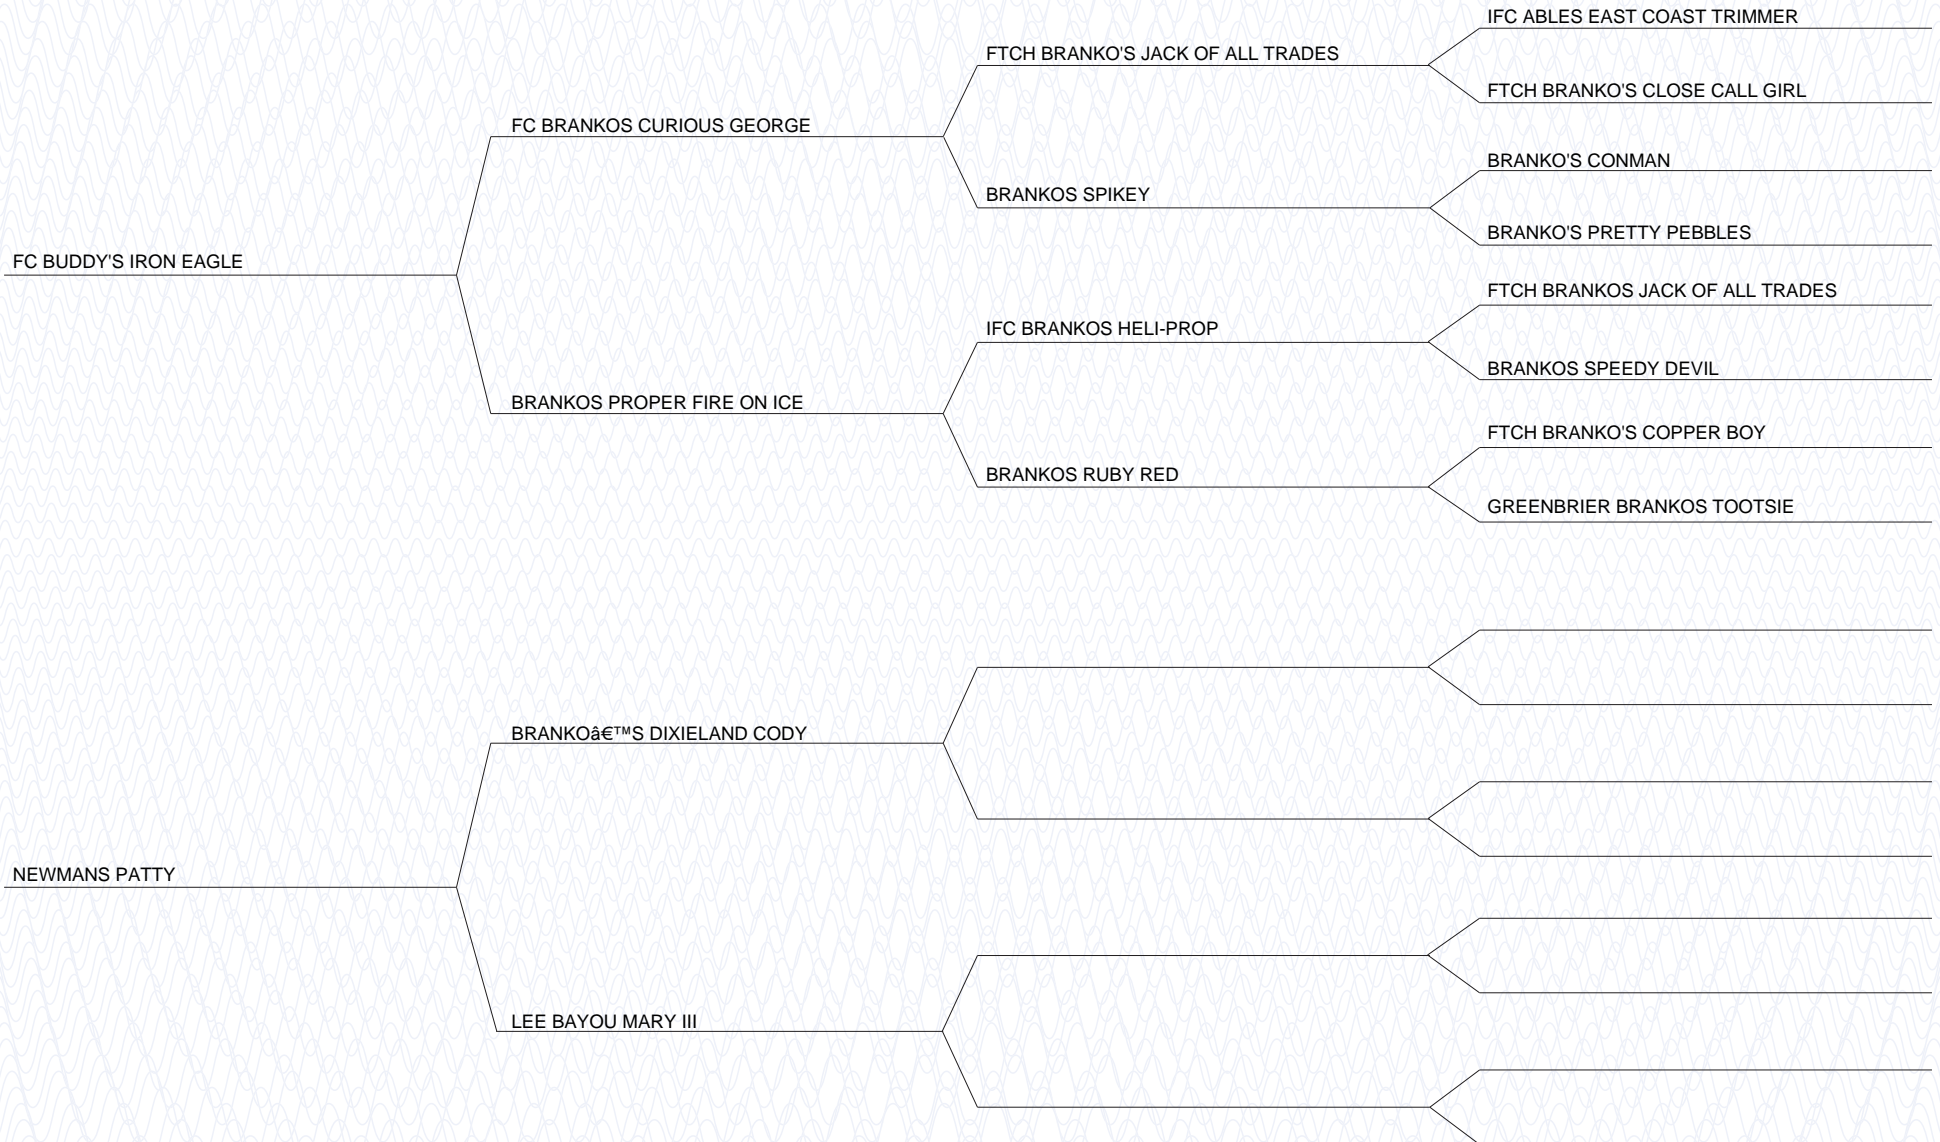 IFC ABLES EAST COAST TRIMMER
FTCH BRANKO'S JACK OF ALL TRADES
FTCH BRANKO'S CLOSE CALL GIRL
FC BRANKOS CURIOUS GEORGE
BRANKO'S CONMAN
BRANKOS SPIKEY
BRANKO'S PRETTY PEBBLES
FC BUDDY'S IRON EAGLE
FTCH BRANKOS JACK OF ALL TRADES
IFC BRANKOS HELI-PROP
BRANKOS SPEEDY DEVIL
BRANKOS PROPER FIRE ON ICE
FTCH BRANKO'S COPPER BOY
BRANKOS RUBY RED
GREENBRIER BRANKOS TOOTSIE
BRANKOâ€™S DIXIELAND CODY
NEWMANS PATTY
LEE BAYOU MARY III